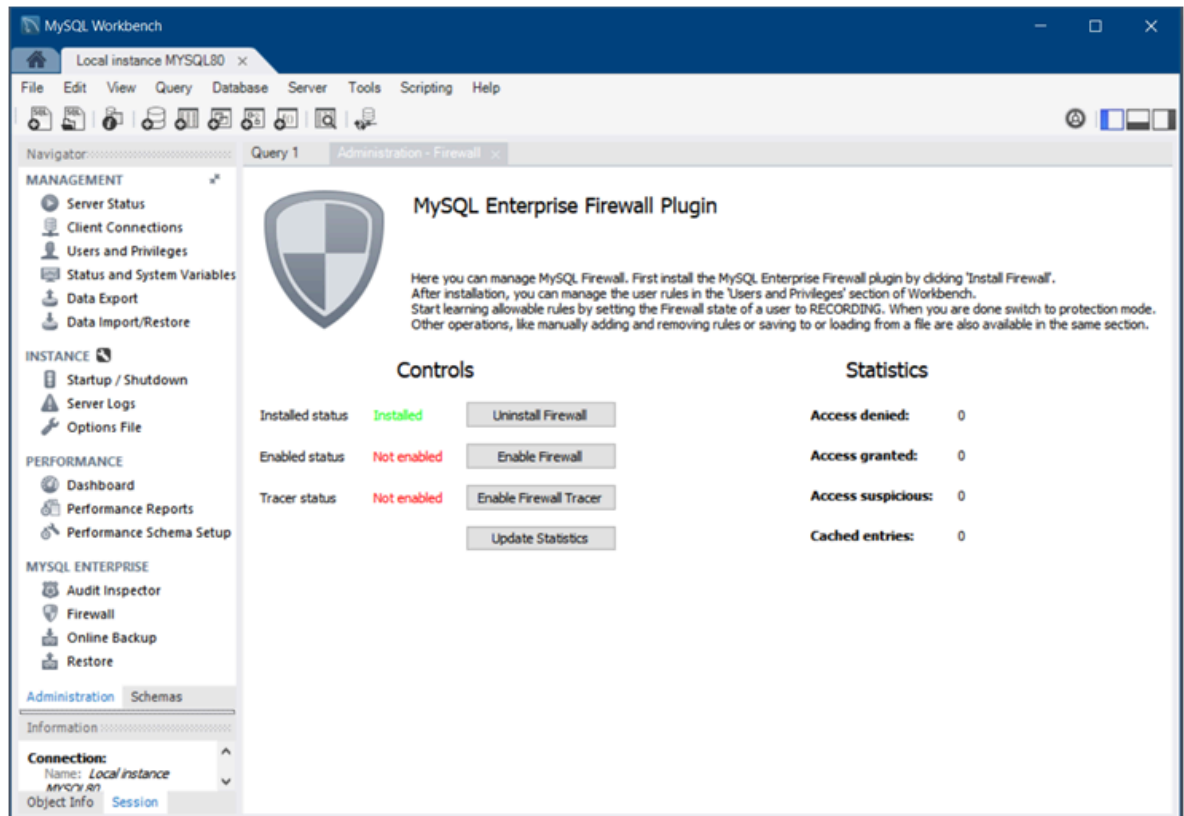 MySQL Workbench
Local instance MYSQL80
File Edit View Query Database Server Tools Scripting Help
Navigator
MANAGEMENT
Server Status
Client Connections
Users and Privileges
Status and System Variables
Data Export
Data Import/Restore
INSTANCE
Startup / Shutdown
Server Logs
Options File
PERFORMANCE
Dashboard
Performance Reports
Performance Schema Setup
MYSQL ENTERPRISE
Audit Inspector
Firewall
Online Backup
Restore
Administration Schemas
Information
Connection:
Name: Local instance
MYSQL80
Object Info Session
Query 1 Administration - Firewall
MySQL Enterprise Firewall Plugin
Here you can manage MySQL Firewall. First install the MySQL Enterprise Firewall plugin by clicking 'Install Firewall'.
After installation, you can manage the user rules in the 'Users and Privileges' section of Workbench.
Start learning allowable rules by setting the Firewall state of a user to RECORDING. When you are done switch to protection mode.
Other operations, like manually adding and removing rules or saving to or loading from a file are also available in the same section.
Controls
Installed status Installed Uninstall Firewall
Enabled status Not enabled Enable Firewall
Tracer status Not enabled Enable Firewall Tracer
Update Statistics
Statistics
Access denied: 0
Access granted: 0
Access suspicious: 0
Cached entries: 0